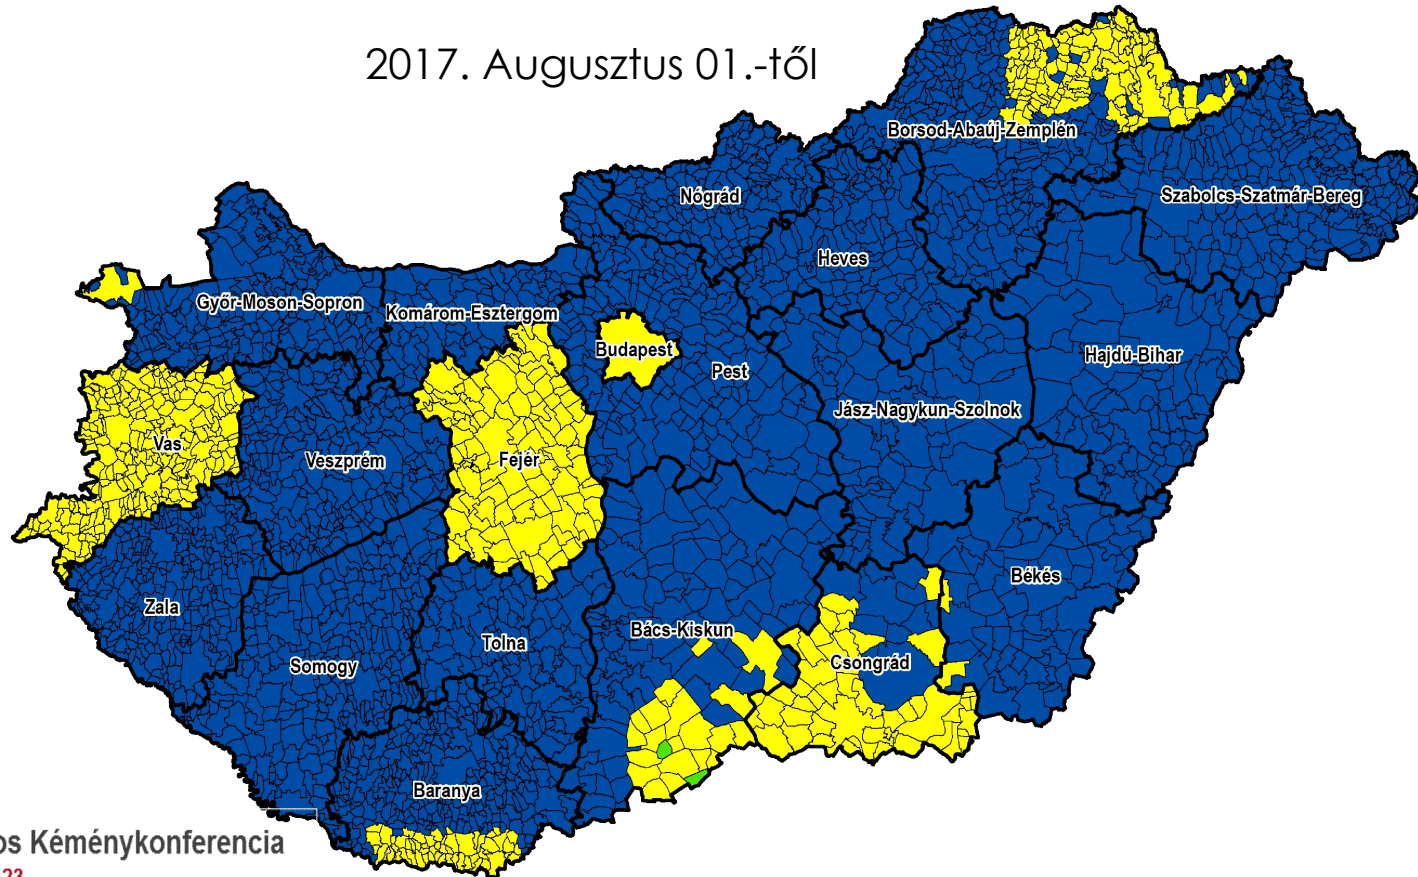 2017. Augusztus 01.-től
Borsod-Abaúj-Zemplén
Nógrád
Szabolcs-Szatmár-Bereg
Heves
Győr-Moson-Sopron
Komárom-Esztergom
Budapest
Pest
Hajdú-Bihar
Jász-Nagykun-Szolnok
Vas
Veszprém
Fejér
Békés
Zala
Tolna
Bács-Kiskun
Somogy
Csongrád
Baranya
os Kéménykonferencia
23